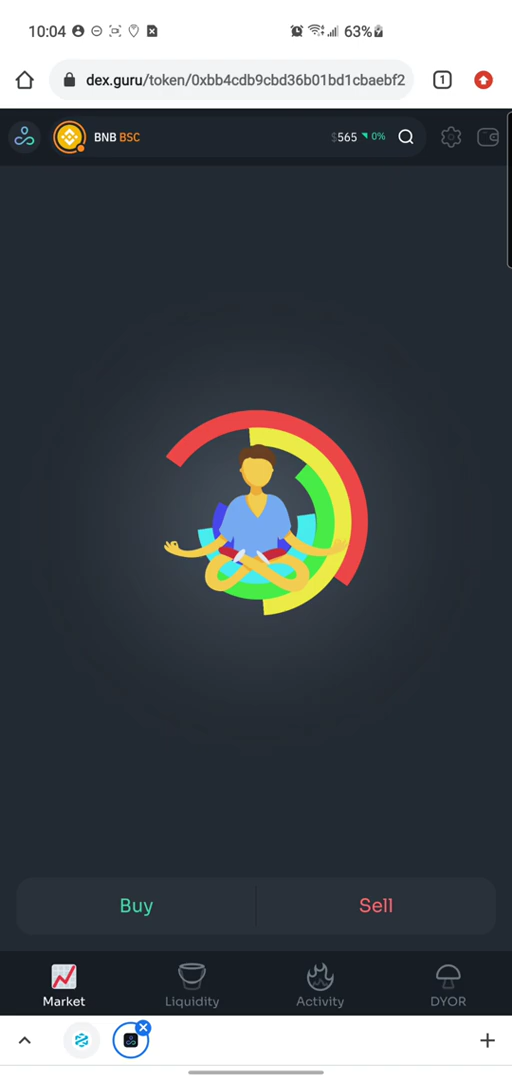 10:04
63%
dex.guru/token/0xbb4cdb9cbd36b01bd1cbaebf2
1
BNB BSC
$565 0%
Buy
Sell
Market
Liquidity
Activity
DYOR